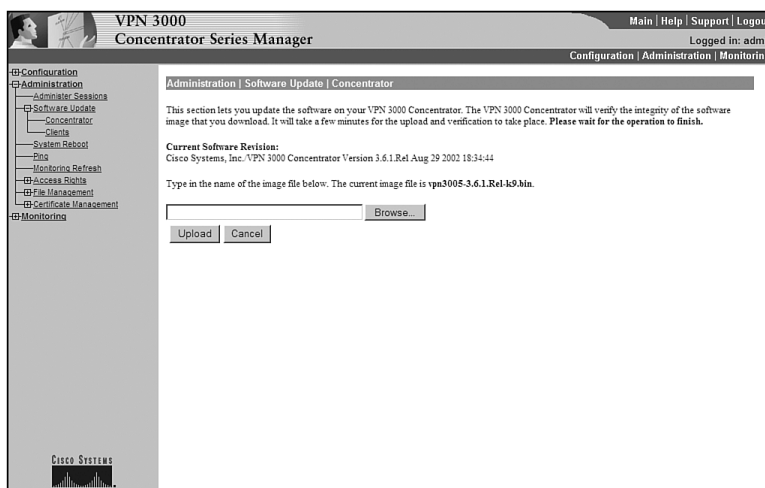 VPN 3000
Concentrator Series Manager
Main | Help | Support | Logou
Logged in: adm
Configuration | Administration | Monitorin
Configuration
Administration
Administer Sessions
Software Update
Concentrator
Clients
System Reboot
Ping
Monitoring Refresh
Access Rights
File Management
Certificate Management
Monitoring
Administration | Software Update | Concentrator
This section lets you update the software on your VPN 3000 Concentrator. The VPN 3000 Concentrator will verify the integrity of the software
image that you download. It will take a few minutes for the upload and verification to take place. Please wait for the operation to finish.
Current Software Revision:
Cisco Systems, Inc./VPN 3000 Concentrator Version 3.6.1.Rel Aug 29 2002 18:34:44
Type in the name of the image file below. The current image file is vpn3005-3.6.1.Rel-k9.bin.
Browse...
Upload Cancel
CISCO SYSTEMS